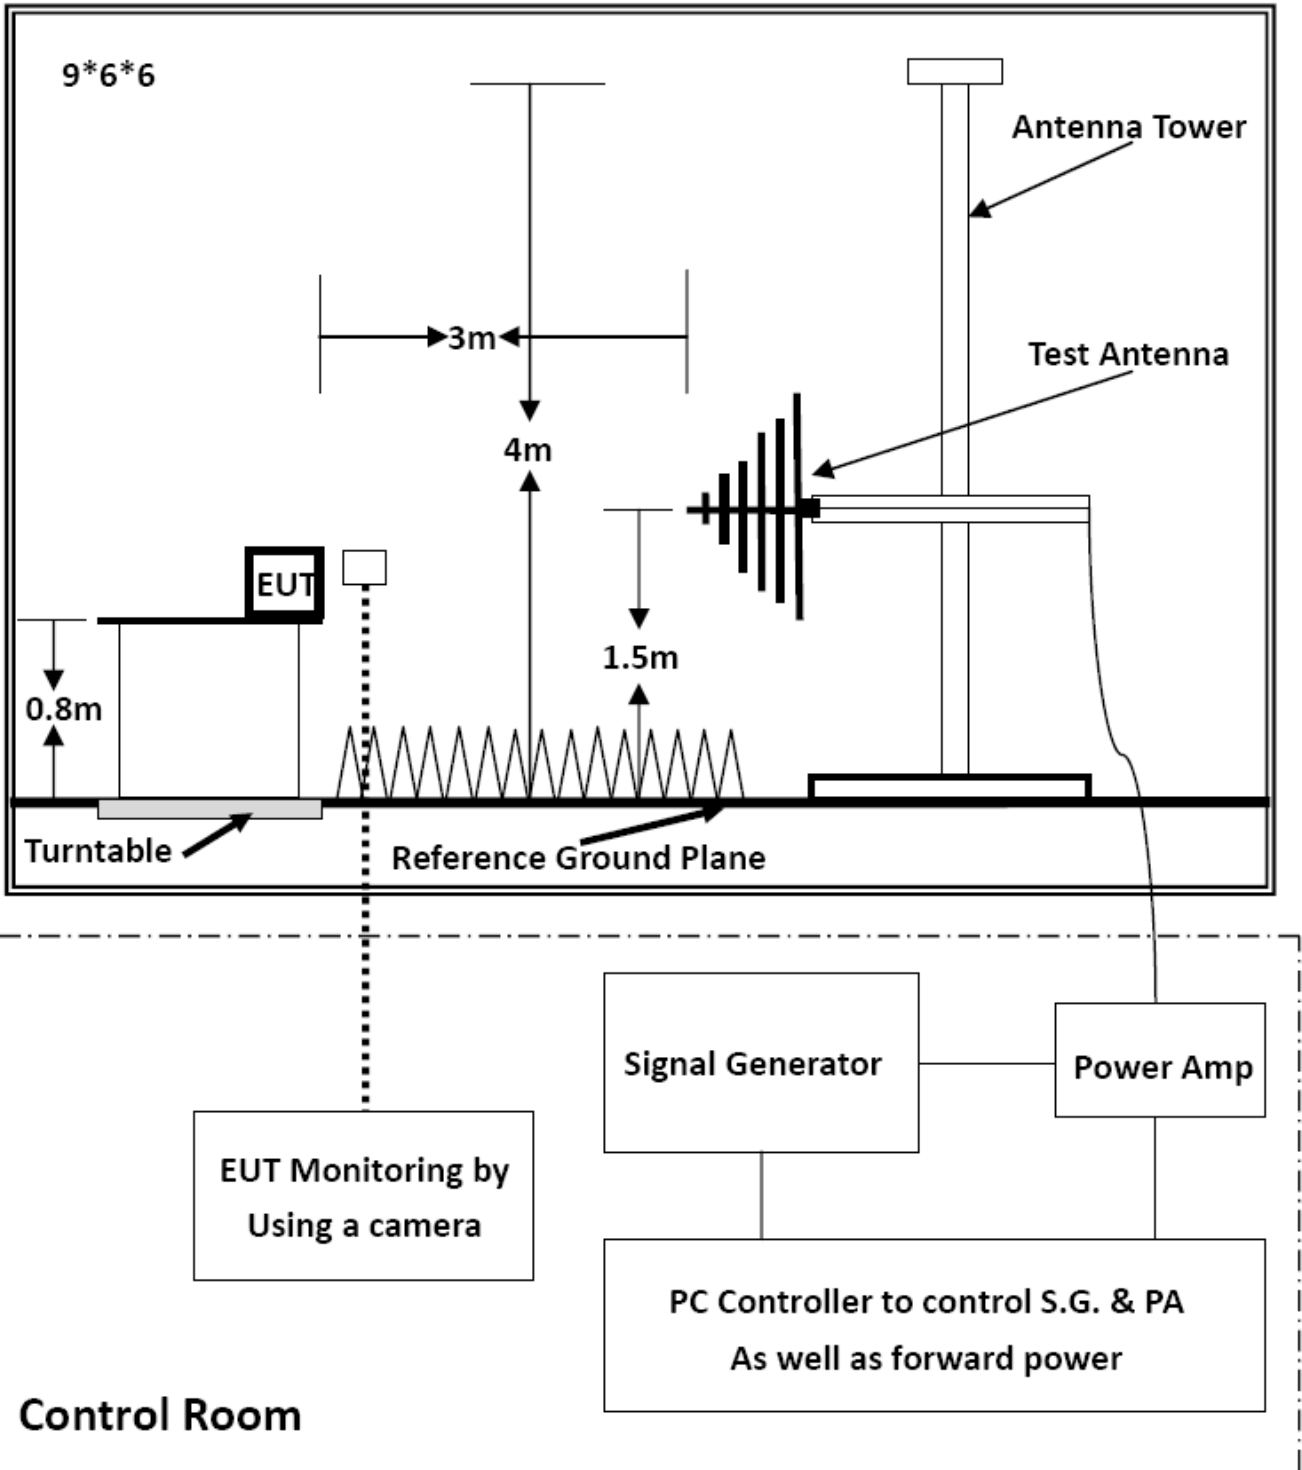 9*6*6
Antenna Tower
3m
Test Antenna
4m
EUT
1.5m
0.8m
Turntable
Reference Ground Plane
Signal Generator
Power Amp
EUT Monitoring by
Using a camera
PC Controller to control S.G. & PA
As well as forward power
Control Room